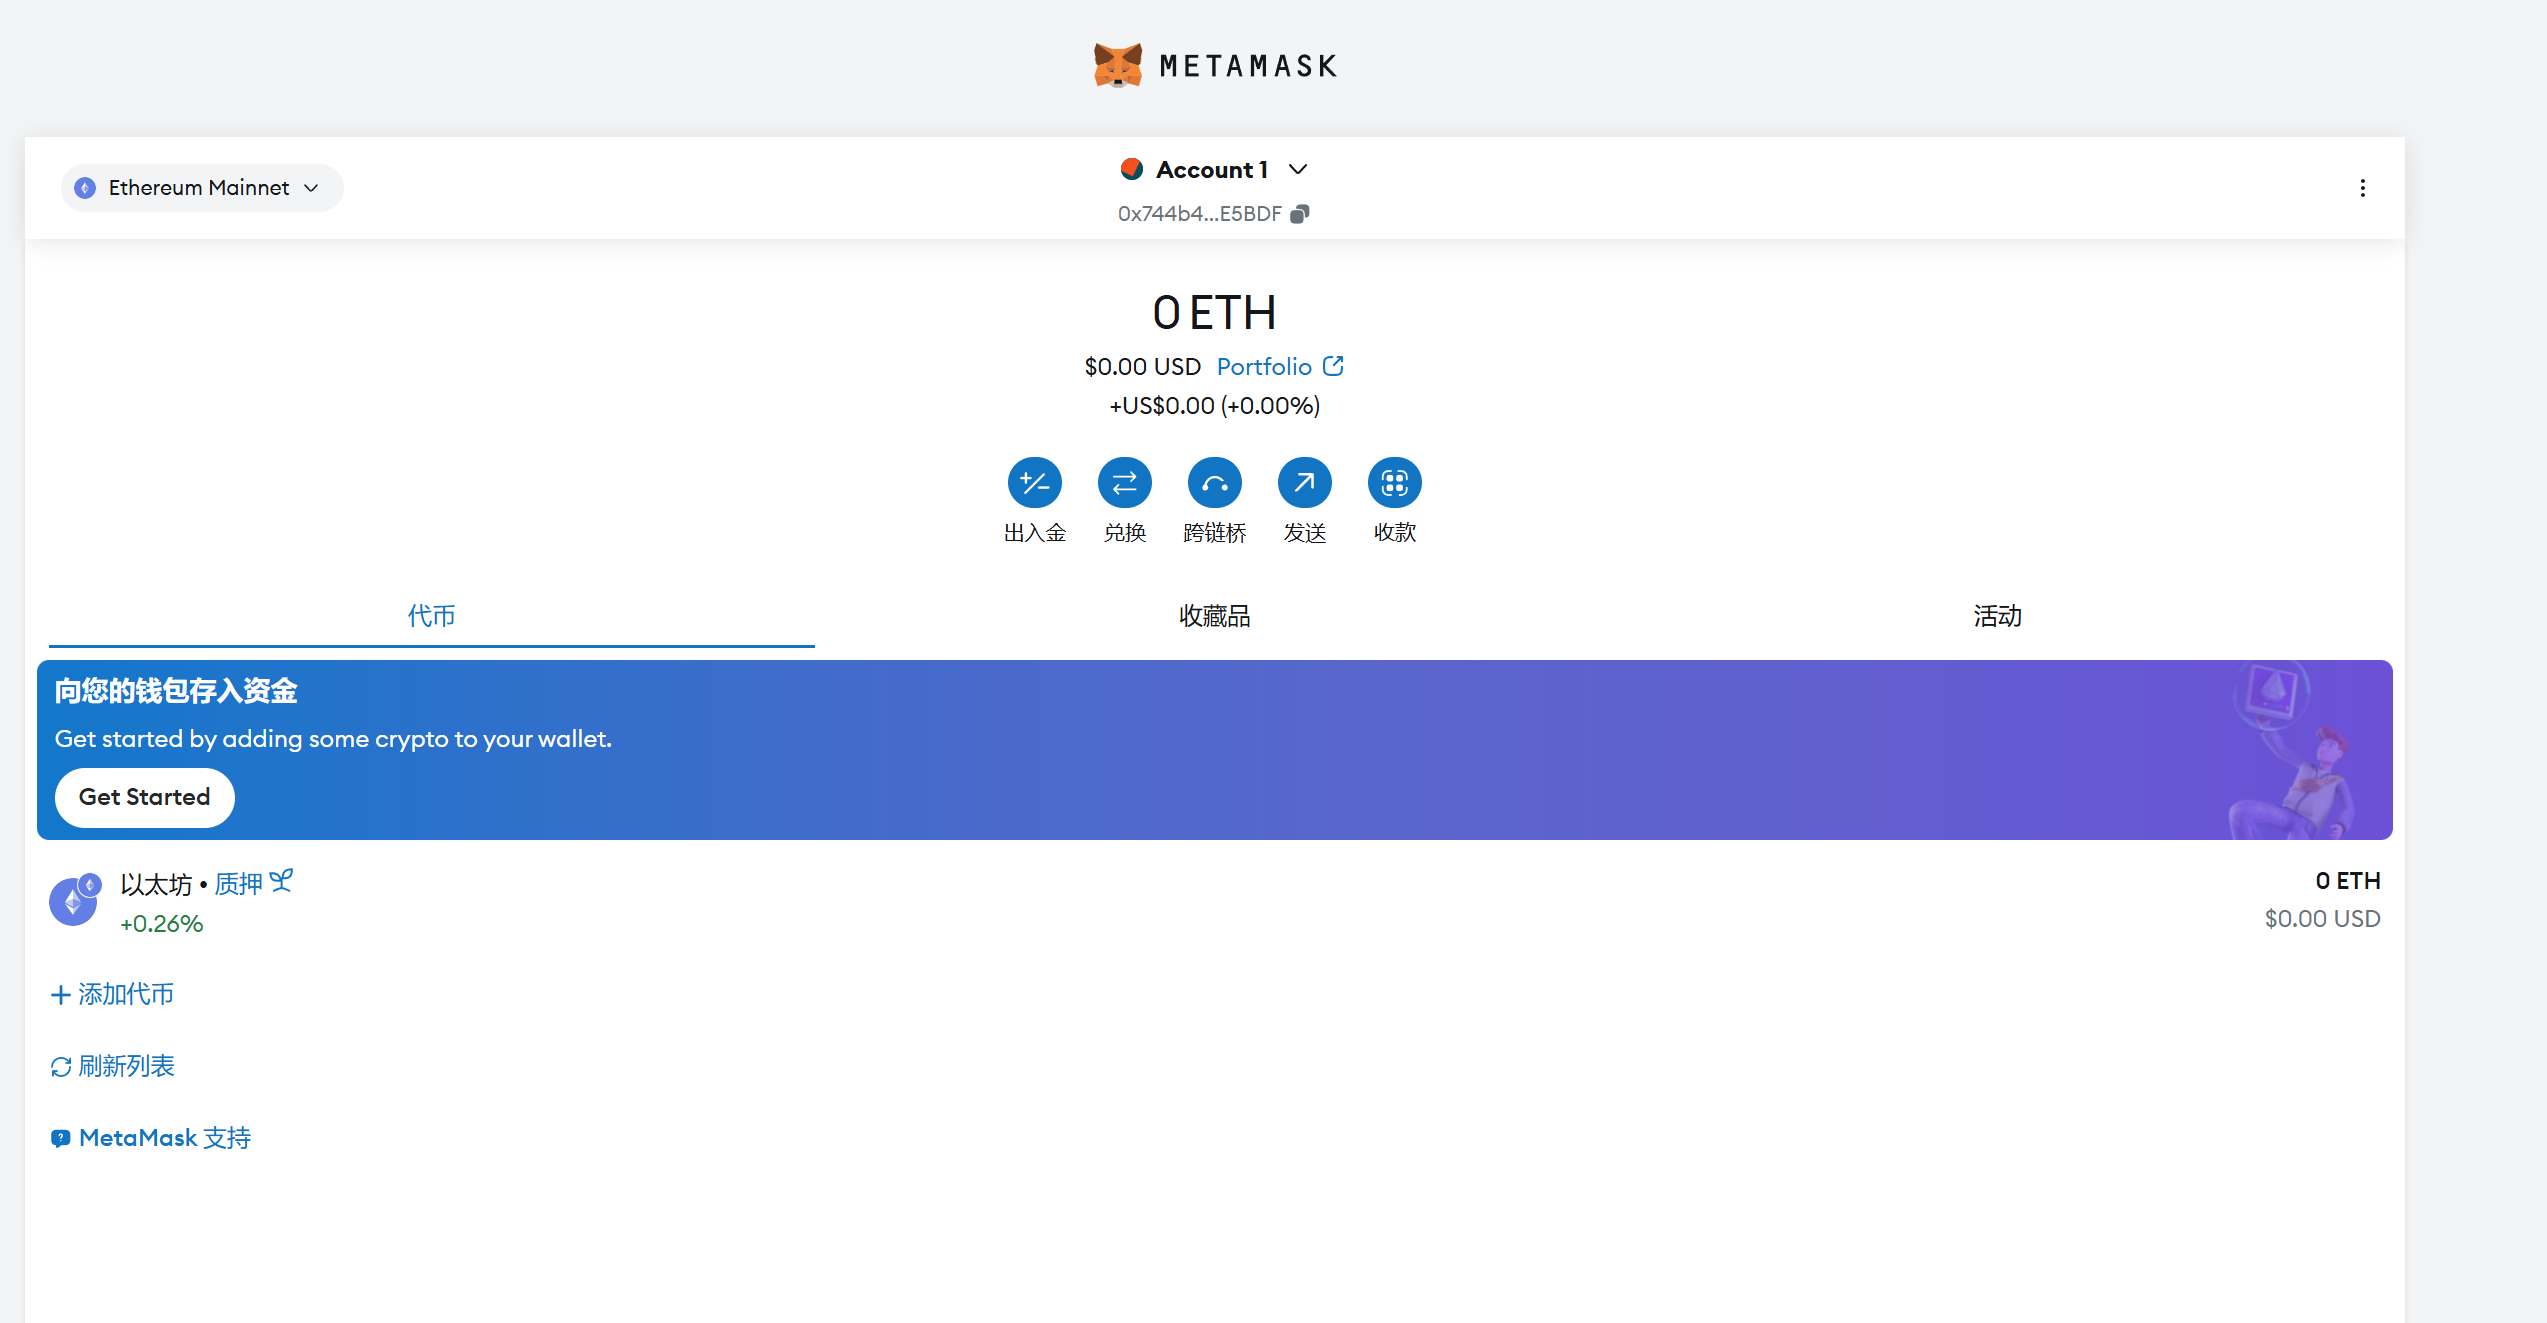 METAMASK
Ethereum Mainnet
Account 1
0x744b4...E5BDF
0 ETH
$0.00 USD Portfolio
+US$0.00 (+0.00%)
出入金 兑换 跨链桥 发送 收款
代币 收藏品 活动
向您的钱包存入资金
Get started by adding some crypto to your wallet.
Get Started
以太坊 • 质押 0 ETH
+0.26% $0.00 USD
添加代币
刷新列表
MetaMask 支持